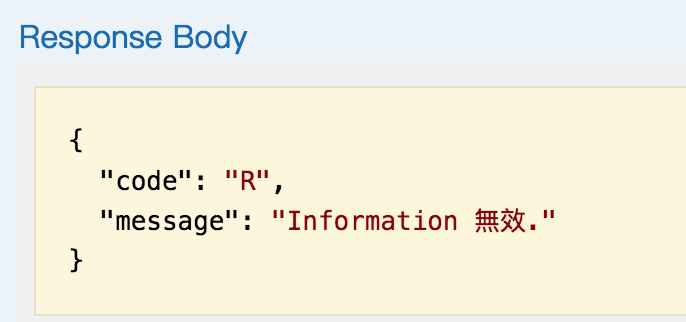 Response Body
{
"code": "R",
"message": "Information 無效."
}